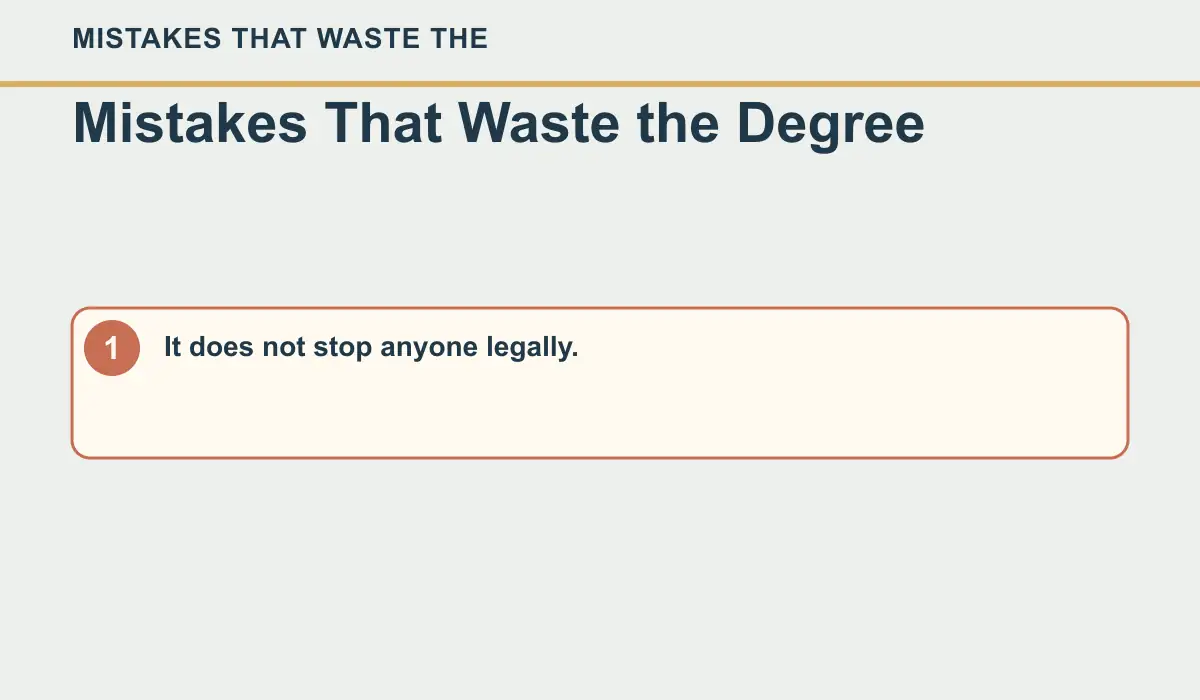 MISTAKES THAT WASTE THE
Mistakes That Waste the Degree
1
It does not stop anyone legally.